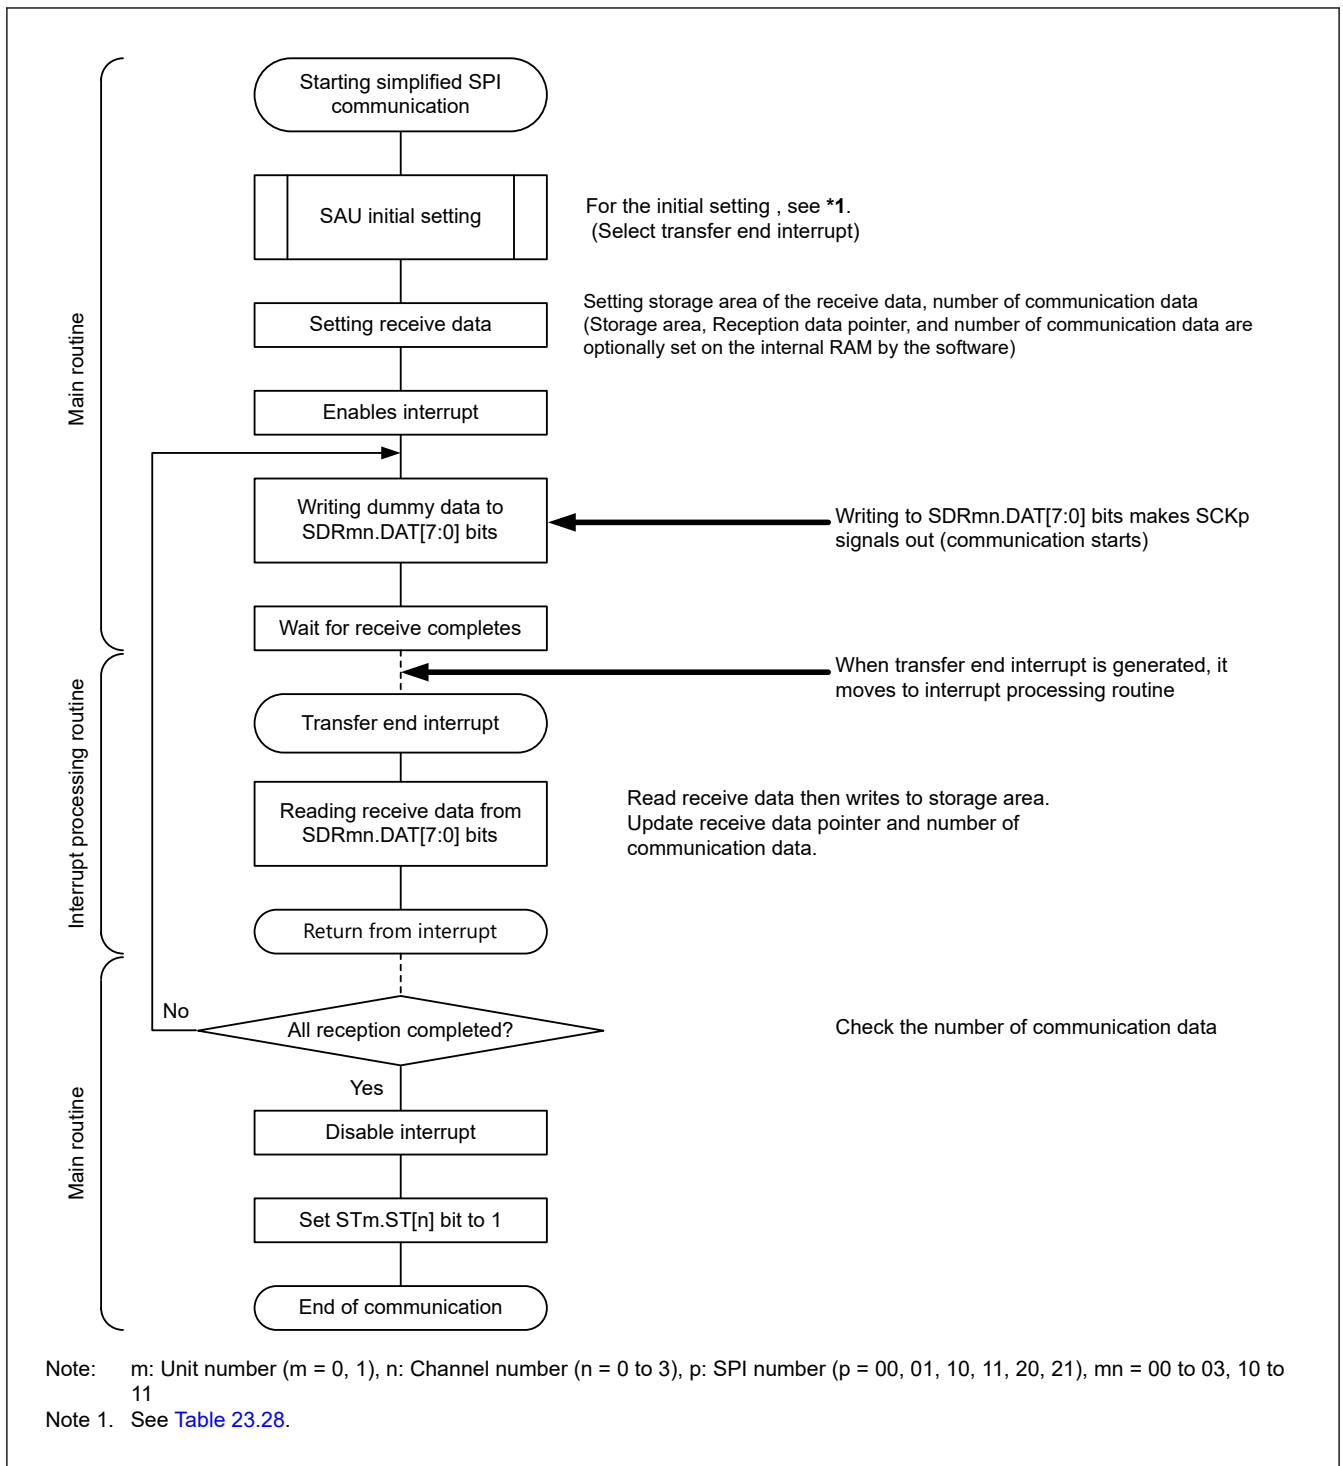 Starting simplified SPI
communication
SAU initial setting
For the initial setting , see *1.
(Select transfer end interrupt)
Setting receive data
Setting storage area of the receive data, number of communication data
(Storage area, Reception data pointer, and number of communication data are
optionally set on the internal RAM by the software)
Main routine
Enables interrupt
Writing dummy data to
SDRmn.DAT[7:0] bits
Writing to SDRmn.DAT[7:0] bits makes SCKp
signals out (communication starts)
Wait for receive completes
When transfer end interrupt is generated, it
moves to interrupt processing routine
Transfer end interrupt
Interrupt processing routine
Reading receive data from
SDRmn.DAT[7:0] bits
Read receive data then writes to storage area.
Update receive data pointer and number of
communication data.
Return from interrupt
No
All reception completed?
Check the number of communication data
Yes
Main routine
Disable interrupt
Set STm.ST[n] bit to 1
End of communication
Note: m: Unit number (m = 0, 1), n: Channel number (n = 0 to 3), p: SPI number (p = 00, 01, 10, 11, 20, 21), mn = 00 to 03, 10 to
11
Note 1. See Table 23.28.